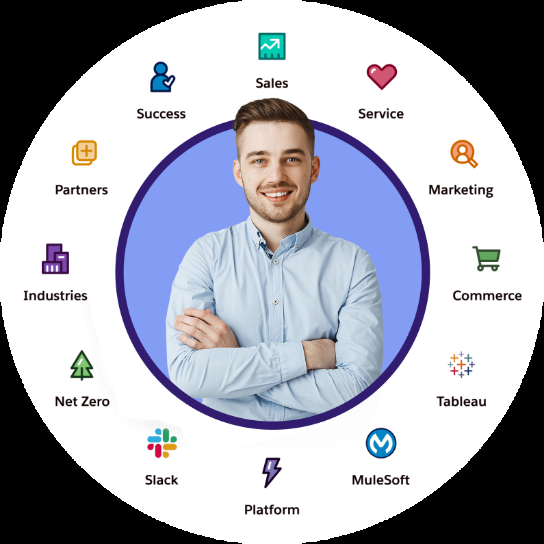 Sales
Service
Marketing
Commerce
Tableau
MuleSoft
Platform
Slack
Net Zero
Industries
Partners
Success